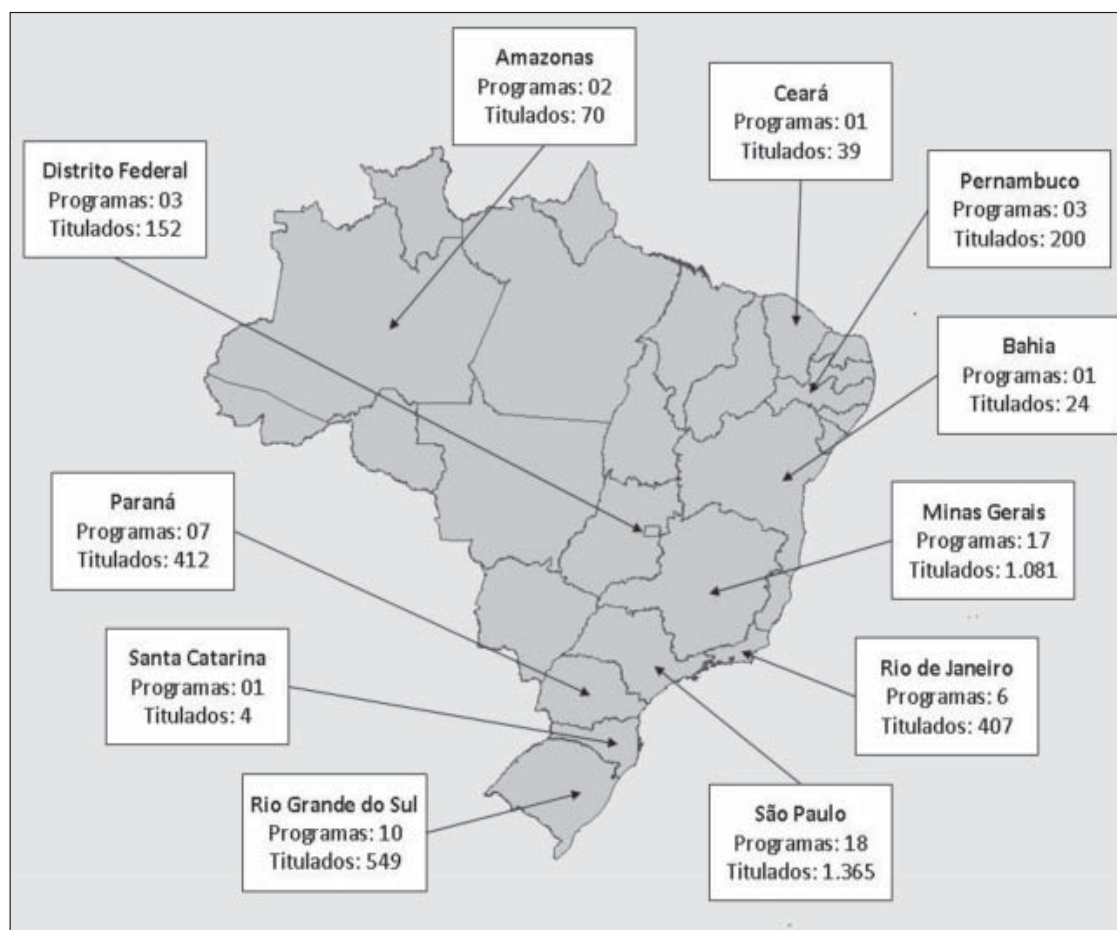 Amazonas
Programas: 02
Titulados: 70
Ceará
Programas: 01
Titulados: 39
Distrito Federal
Programas: 03
Titulados: 152
Pernambuco
Programas: 03
Titulados: 200
Bahia
Programas: 01
Titulados: 24
Paraná
Programas: 07
Titulados: 412
Minas Gerais
Programas: 17
Titulados: 1.081
Santa Catarina
Programas: 01
Titulados: 4
Rio de Janeiro
Programas: 6
Titulados: 407
Rio Grande do Sul
Programas: 10
Titulados: 549
São Paulo
Programas: 18
Titulados: 1.365